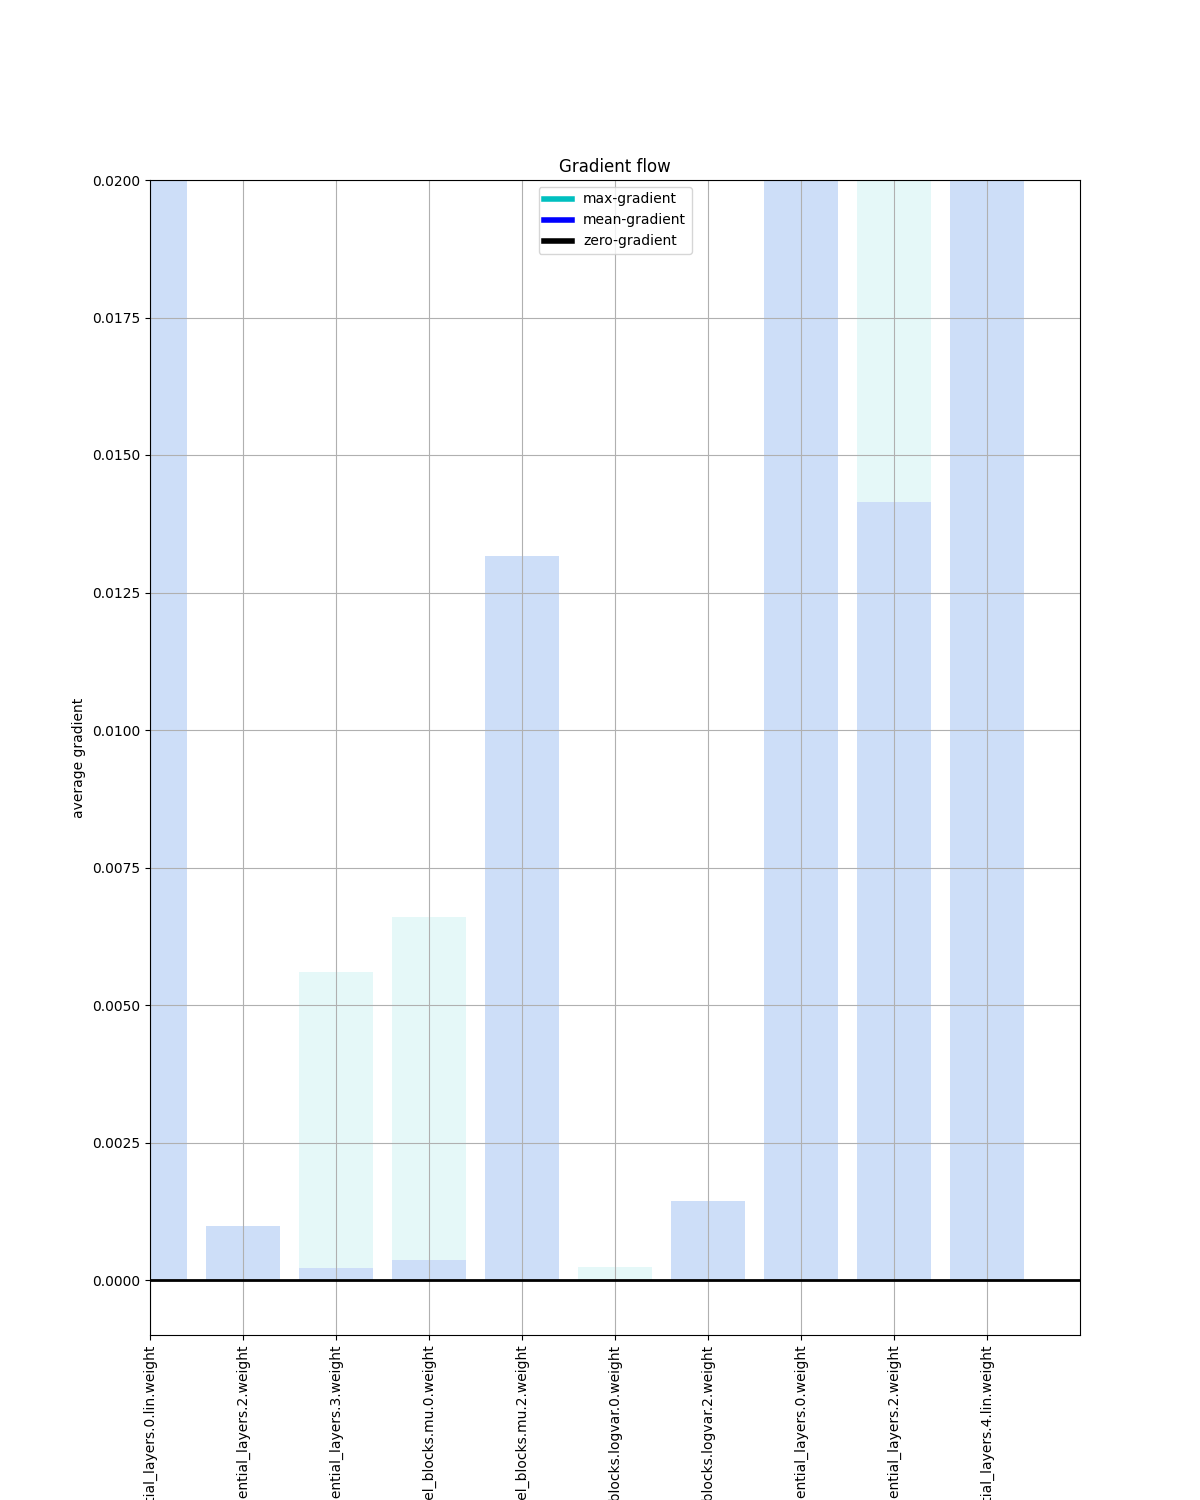 Gradient flow
max-gradient
mean-gradient
zero-gradient
0.0200
0.0175
0.0150
0.0125
0.0100
0.0075
0.0050
0.0025
0.0000
average gradient
tial_layers.0.lin.weight
ential_layers.2.weight
ential_layers.3.weight
el_blocks.mu.0.weight
el_blocks.mu.2.weight
blocks.logvar.0.weight
blocks.logvar.2.weight
ential_layers.0.weight
ential_layers.2.weight
tial_layers.4.lin.weight